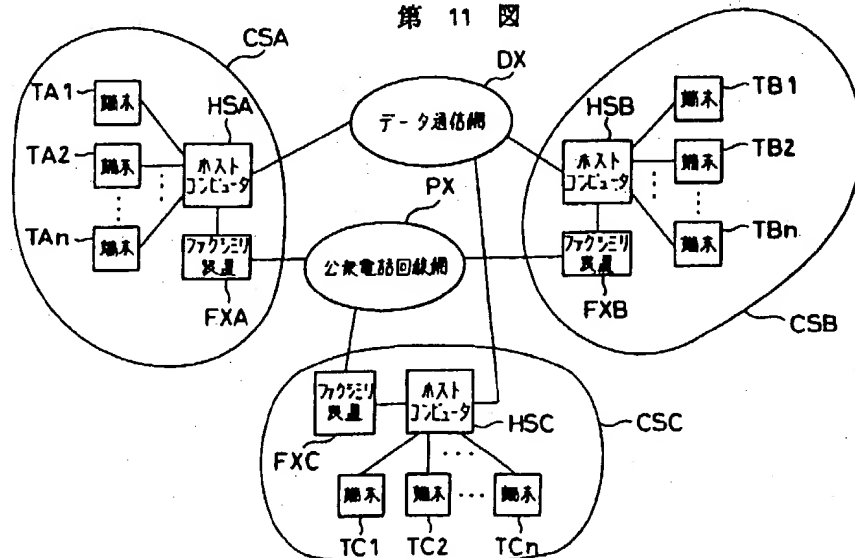 第 11 図
CSA
TA1
端末
HSA
TA2
端末
ホスト
コンピュータ
TAn
端末
ファクシミリ
装置
FXA
DX
データ通信網
PX
公衆電話回線網
HSB
ホスト
コンピュータ
端末
TB1
端末
TB2
端末
TBn
ファクシミリ
装置
FXB
CSB
ファクシミリ
装置
FXC
ホスト
コンピュータ
HSC
CSC
端末
端末
端末
TC1
TC2
TCn